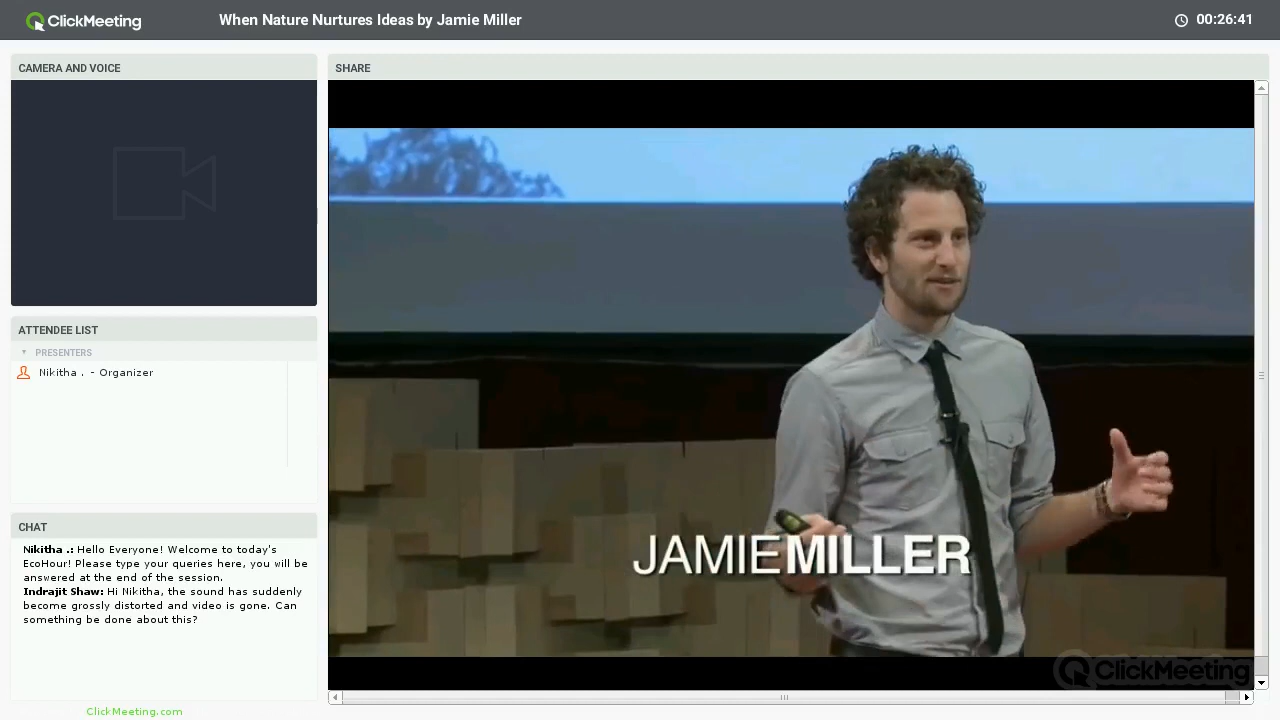 ClickMeeting
When Nature Nurtures Ideas by Jamie Miller
00:26:41
CAMERA AND VOICE
SHARE
ATTENDEE LIST
PRESENTERS
Nikitha . - Organizer
CHAT
Nikitha .: Hello Everyone! Welcome to today's
EcoHour! Please type your queries here, you will be
answered at the end of the session.
Indrajit Shaw: Hi Nikitha, the sound has suddenly
become grossly distorted and video is gone. Can
something be done about this?
JAMIEMILLER
ClickMeeting
ClickMeeting.com